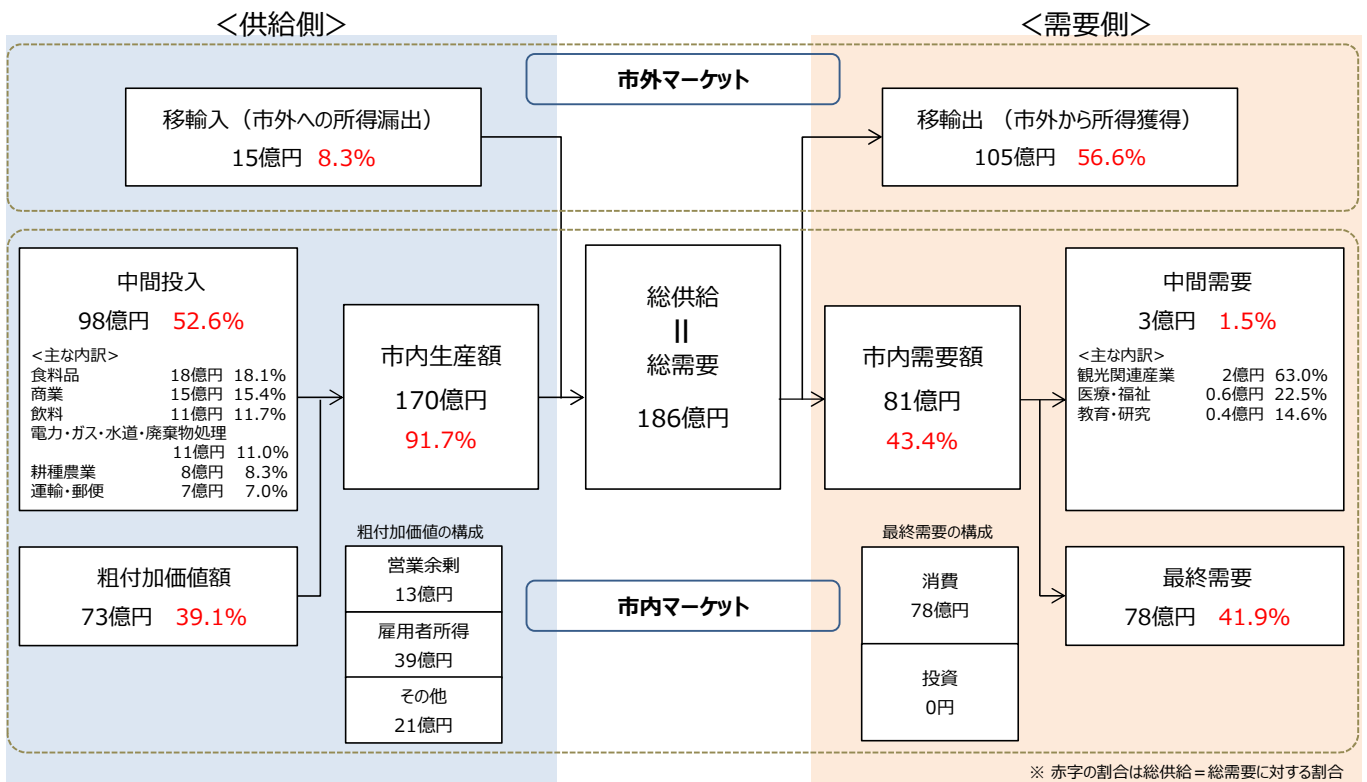 ＜供給側＞
＜需要側＞
市外マーケット
移輸入（市外への所得漏出）
15億円 8.3%
移輸出 （市外から所得獲得）
105億円 56.6%
中間投入
98億円 52.6%
<主な内訳>
食料品 18億円 18.1%
商業 15億円 15.4%
飲料 11億円 11.7%
電力・ガス・水道・廃棄物処理
11億円 11.0%
耕種農業 8億円 8.3%
運輸・郵便 7億円 7.0%
市内生産額
170億円
91.7%
総供給
||
総需要
186億円
市内需要額
81億円
43.4%
中間需要
3億円 1.5%
<主な内訳>
観光関連産業 2億円 63.0%
医療・福祉 0.6億円 22.5%
教育・研究 0.4億円 14.6%
粗付加価値額
73億円 39.1%
粗付加価値の構成
営業余剰
13億円
雇用者所得
39億円
その他
21億円
市内マーケット
最終需要の構成
消費
78億円
投資
0円
最終需要
78億円 41.9%
※ 赤字の割合は総供給＝総需要に対する割合